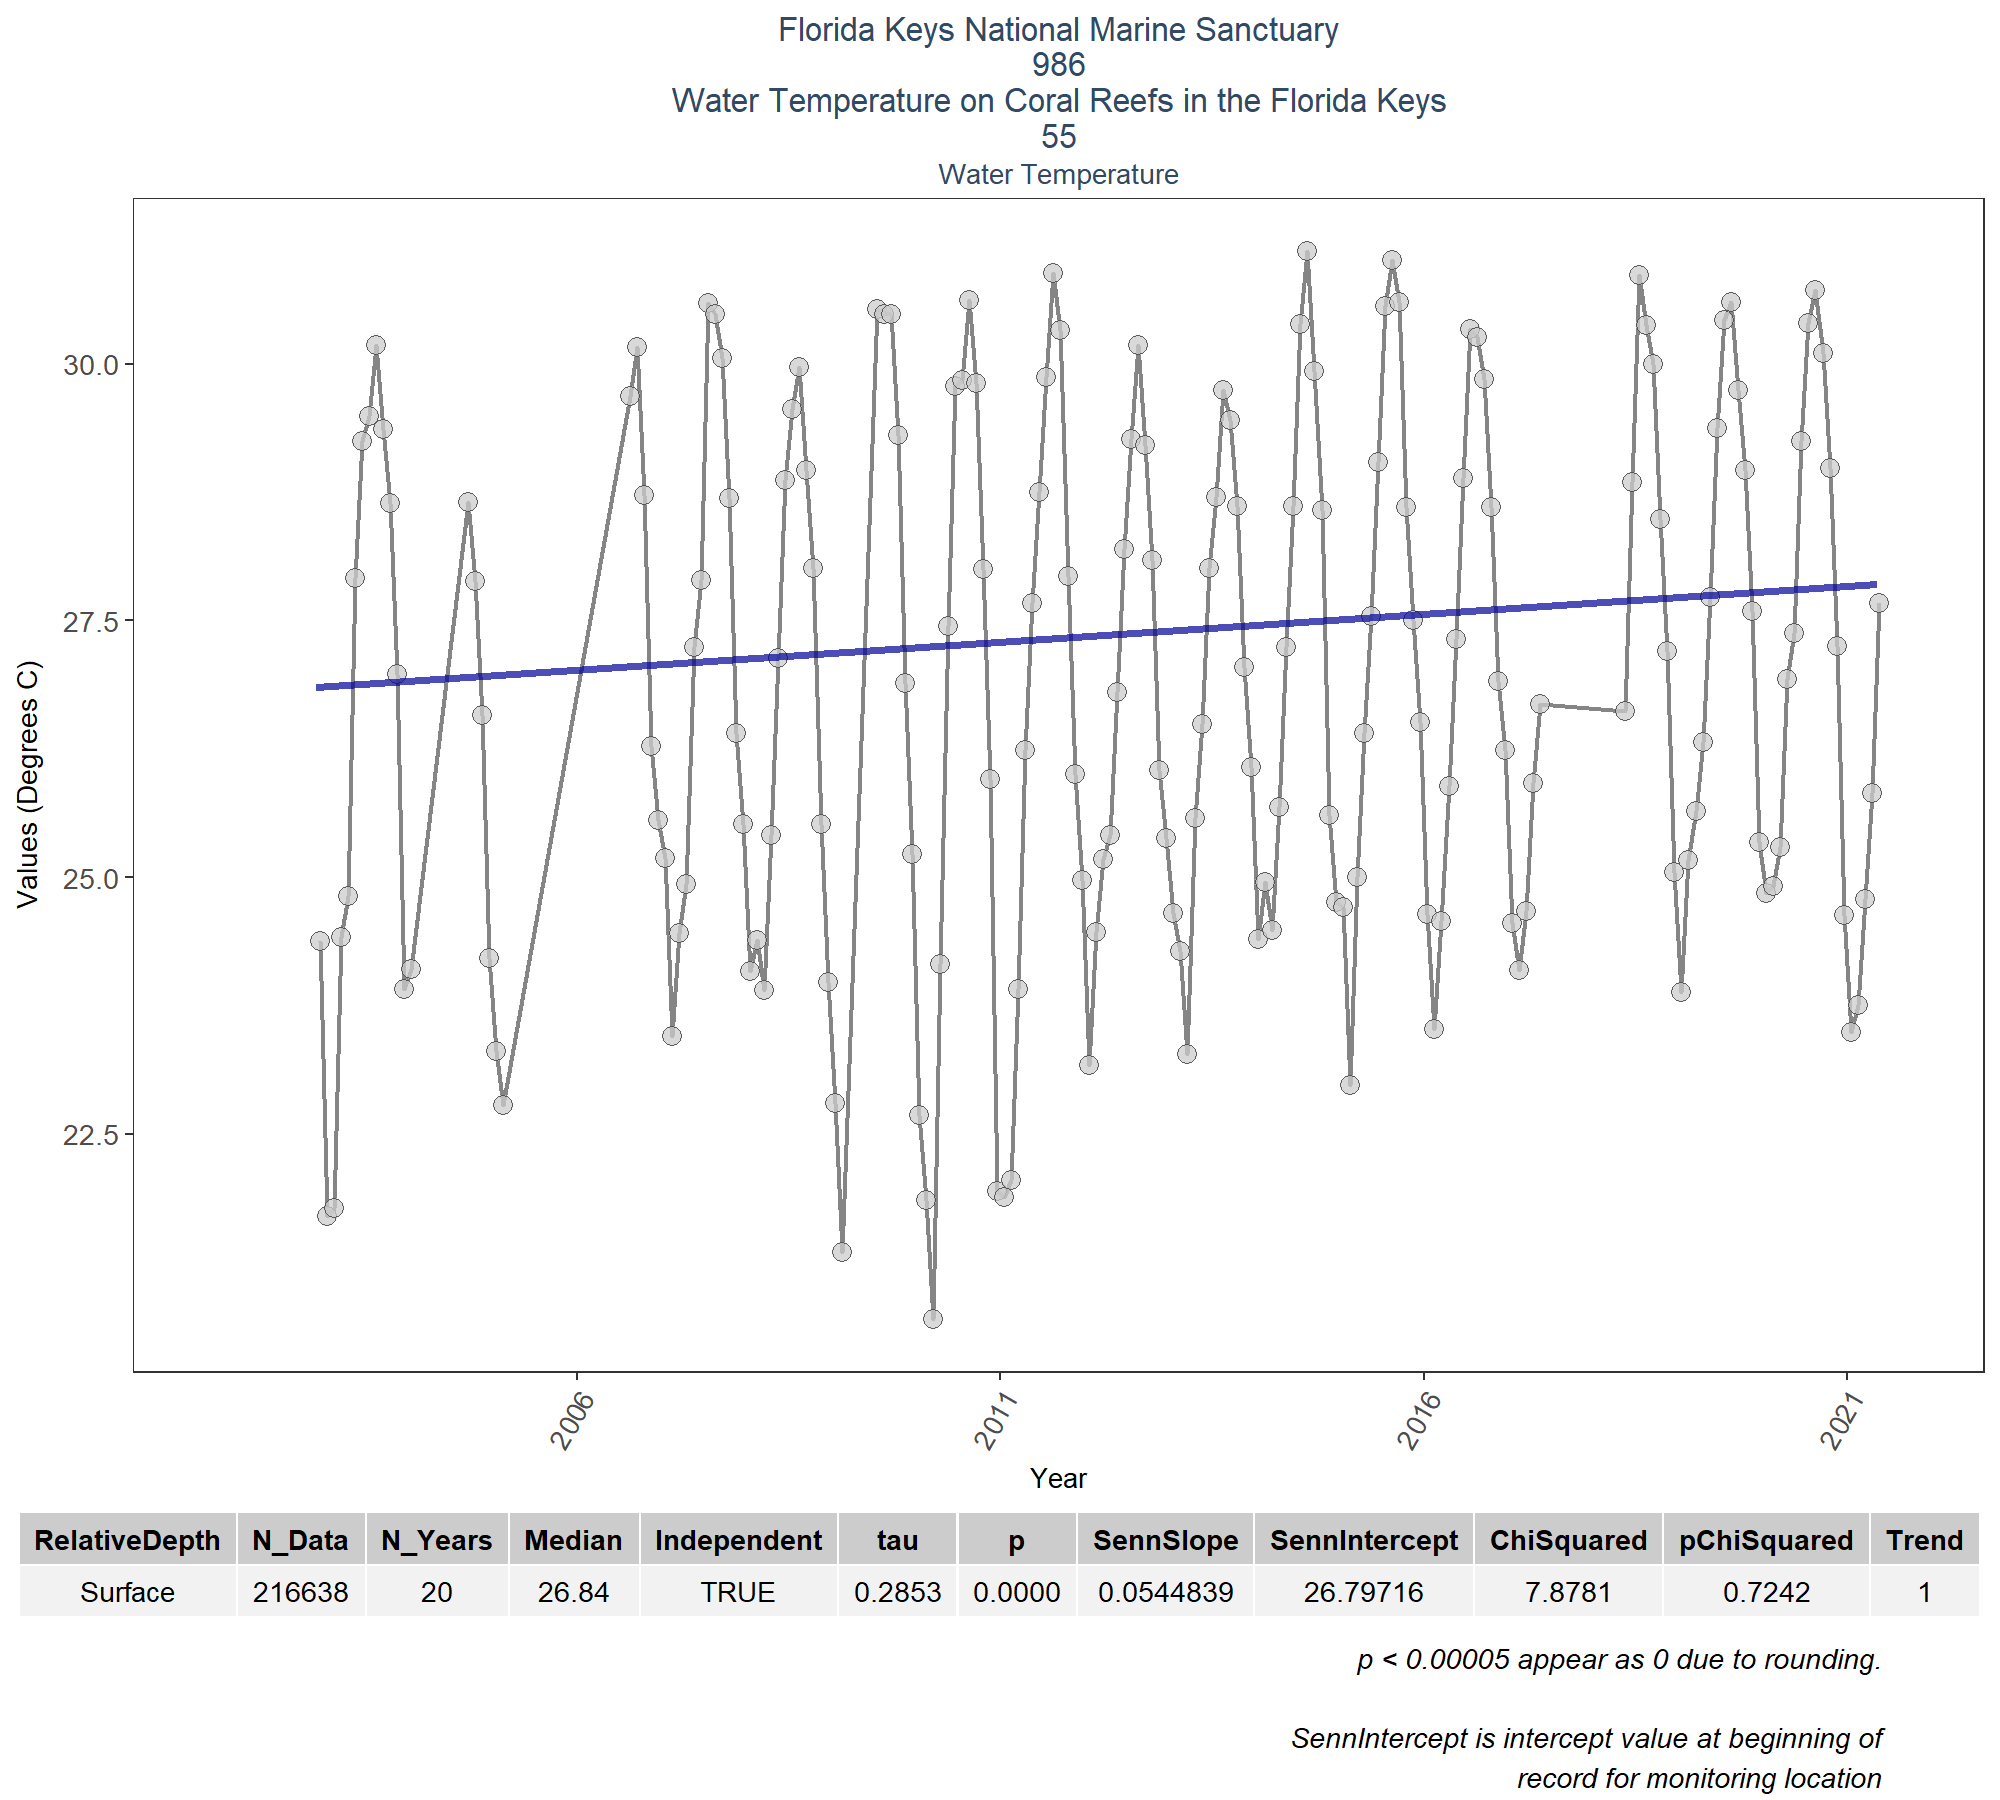 Florida Keys National Marine Sanctuary
986
Water Temperature on Coral Reefs in the Florida Keys
55
Water Temperature
Values (Degrees C)
30.0
27.5
25.0
22.5
2006
2011
2016
2021
Year
RelativeDepth N_Data N_Years Median Independent tau p SennSlope SennIntercept ChiSquared pChiSquared Trend
Surface 216638 20 26.84 TRUE 0.2853 0.0000 0.0544839 26.79716 7.8781 0.7242 1
p < 0.00005 appear as 0 due to rounding.
SennIntercept is intercept value at beginning of
record for monitoring location